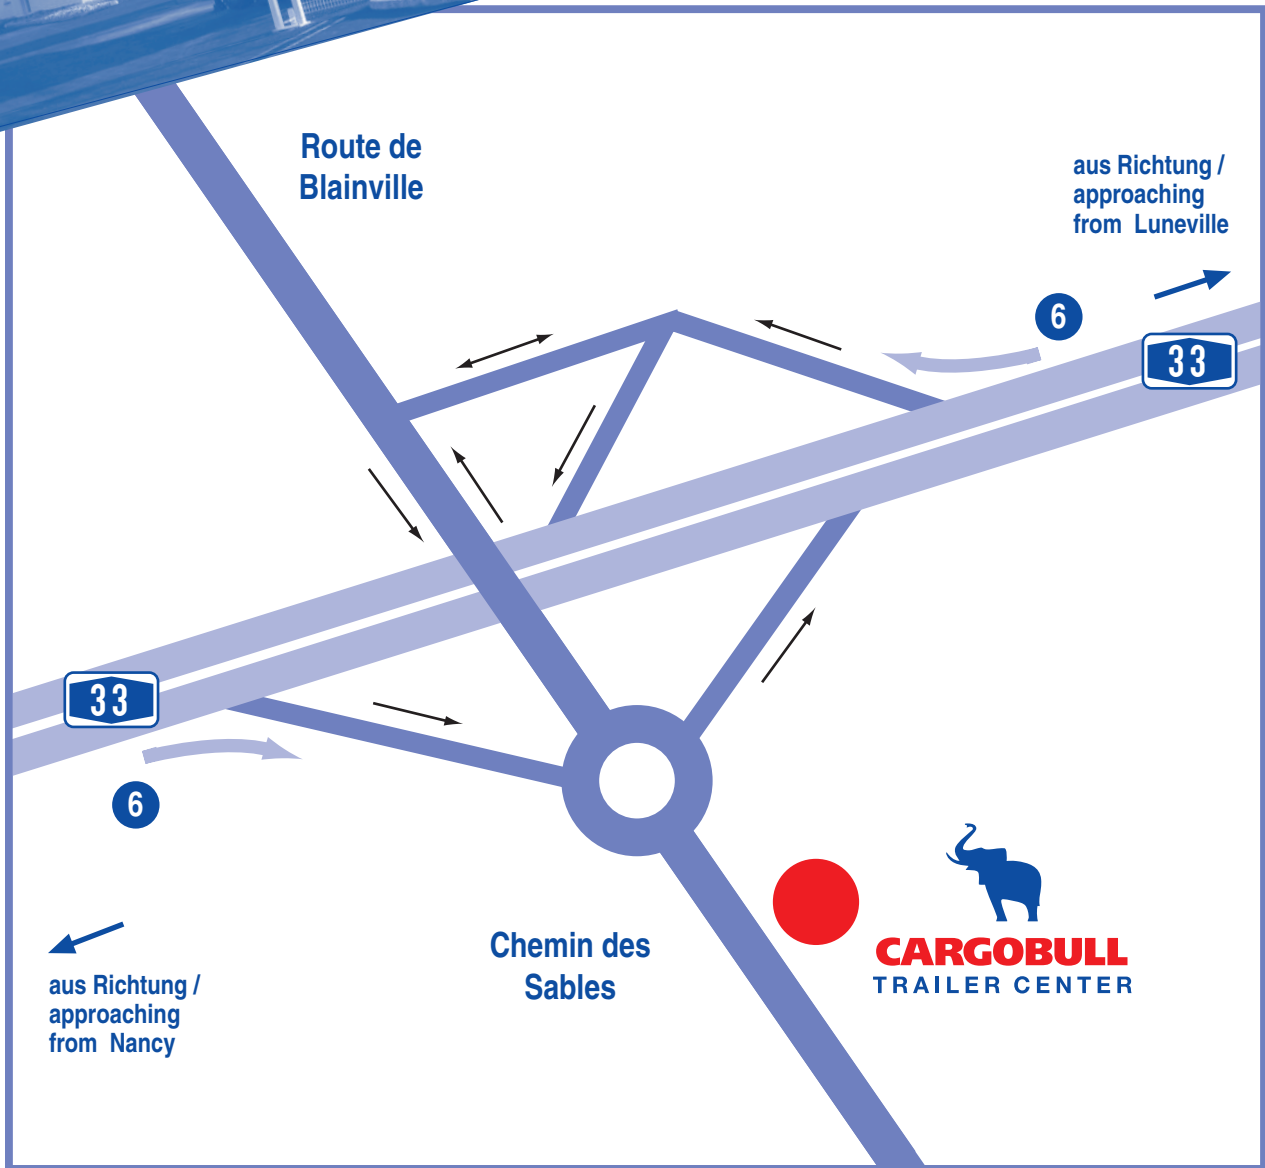 Route de
Blainville
aus Richtung /
approaching
from Luneville
6
33
33
6
Chemin des
Sables
CARGOBULL
TRAILER CENTER
aus Richtung /
approaching
from Nancy